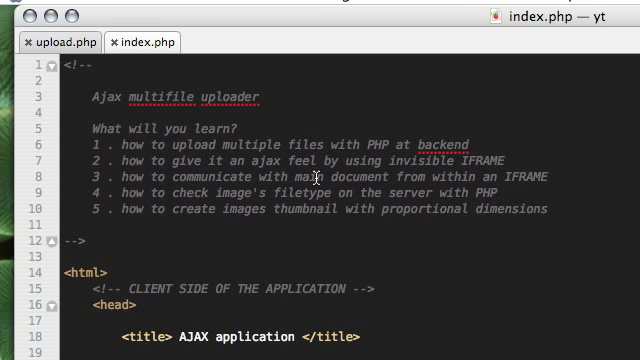 index.php — yt
upload.php
index.php
1 <!--
2
3 Ajax multifile uploader
4
5 What will you learn?
6 1 . how to upload multiple files with PHP at backend
7 2 . how to give it an ajax feel by using invisible IFRAME
8 3 . how to communicate with main document from within an IFRAME
9 4 . how to check image's filetype on the server with PHP
10 5 . how to create images thumbnail with proportional dimensions
11
12 -->
13
14 <html>
15 <!-- CLIENT SIDE OF THE APPLICATION -->
16 <head>
17
18 <title> AJAX application </title>